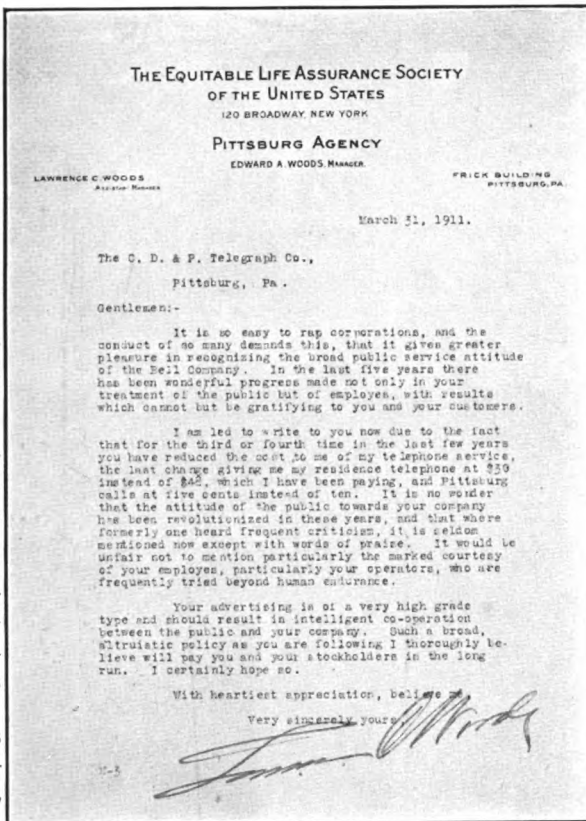 THE EQUITABLE LIFE ASSURANCE SOCIETY
OF THE UNITED STATES
120 BROADWAY, NEW YORK
PITTSBURG AGENCY
EDWARD A. WOODS, MANAGER.
LAWRENCE C. WOODS
Assistant Manager
FRICK BUILDING
PITTSBURG, PA.
March 31, 1911.
The C. D. & P. Telegraph Co.,
Pittsburg, Pa.
Gentlemen:-
It is so easy to rap corporations, and the
conduct of so many demands this, that it gives greater
pleasure in recognizing the broad public service attitude
of the Bell Company. In the last five years there
has been wonderful progress made not only in your
treatment of the public but of employes, with results
which cannot but be gratifying to you and your customers.
I am led to write to you now due to the fact
that for the third or fourth time in the last few years
you have reduced the cost to me of my telephone service,
the last change giving me my residence telephone at $30
instead of $48, which I have been paying, and Pittsburg
calls at five cents instead of ten. It is no wonder
that the attitude of the public towards your company
has been revolutionized in these years, and that where
formerly one heard frequent criticism, it is seldom
mentioned now except with words of praise. It would be
unfair not to mention particularly the marked courtesy
of your employes, particularly your operators, who are
frequently tried beyond human endurance.
Your advertising is of a very high grade
type and should result in intelligent co-operation
between the public and your company. Such a broad,
altruistic policy as you are following I thoroughly be-
lieve will pay you and your stockholders in the long
run. I certainly hope so.
With heartiest appreciation, believe me
Very sincerely yours,
Woods